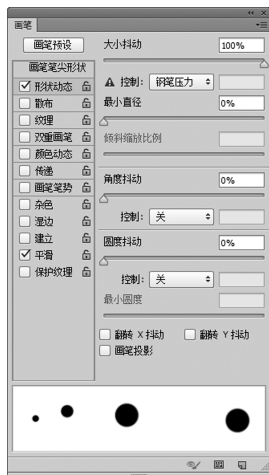 画笔
画笔预设
大小抖动 100%
画笔笔尖形状
形状动态
控制: 钢笔压力
散布
最小直径 0%
纹理
双重画笔
倾斜缩放比例
颜色动态
传递
角度抖动 0%
画笔笔势
杂色
控制: 关
湿边
建立
圆度抖动 0%
平滑
保护纹理
控制: 关
最小圆度
翻转 X 抖动 翻转 Y 抖动
画笔投影